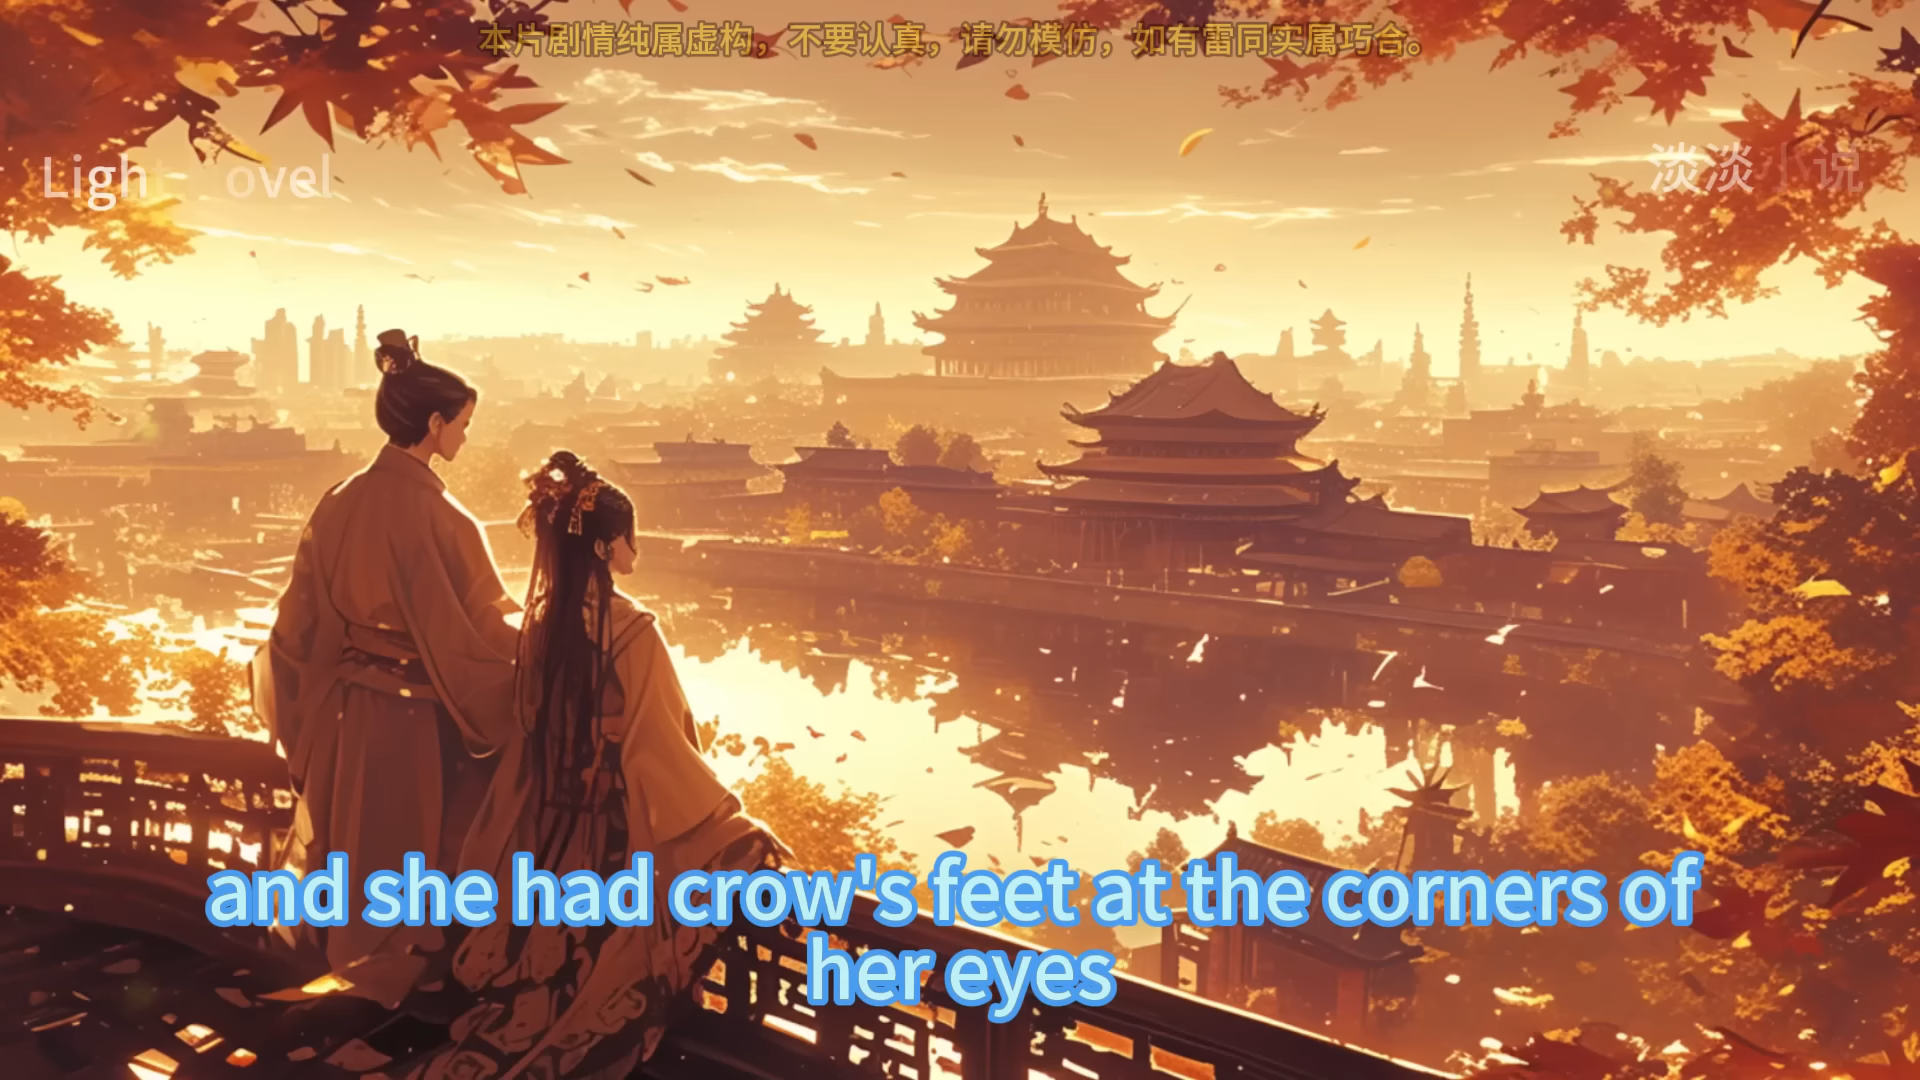 本片剧情纯属虚构，不要认真，请勿模仿，如有雷同实属巧合。
Light Novel
淡淡小说
and she had crow's feet at the corners of
her eyes